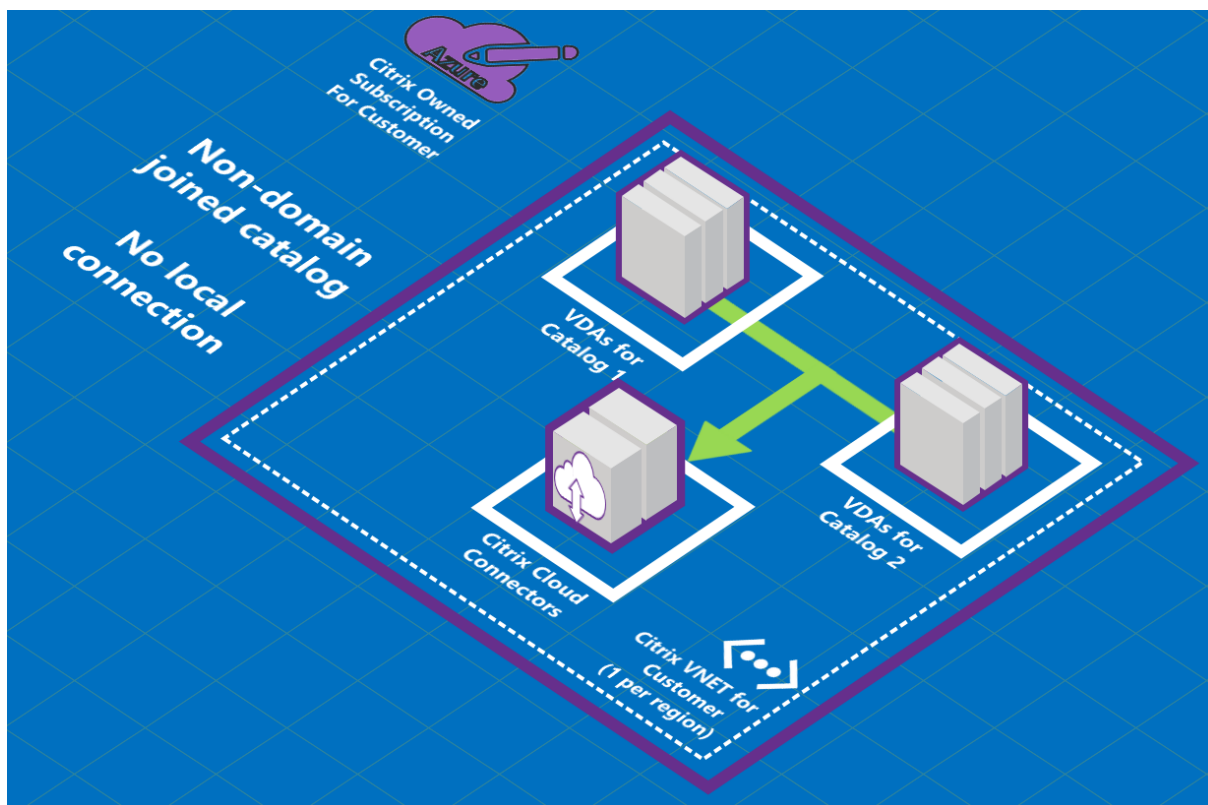 Azure
Citrix Owned
Subscription
For Customer
Non-domain
joined catalog
No local
connection
VDAs for
Catalog 1
VDAs for
Catalog 2
Citrix Cloud
Connectors
Citrix VNET for
Customer
(1 per region)